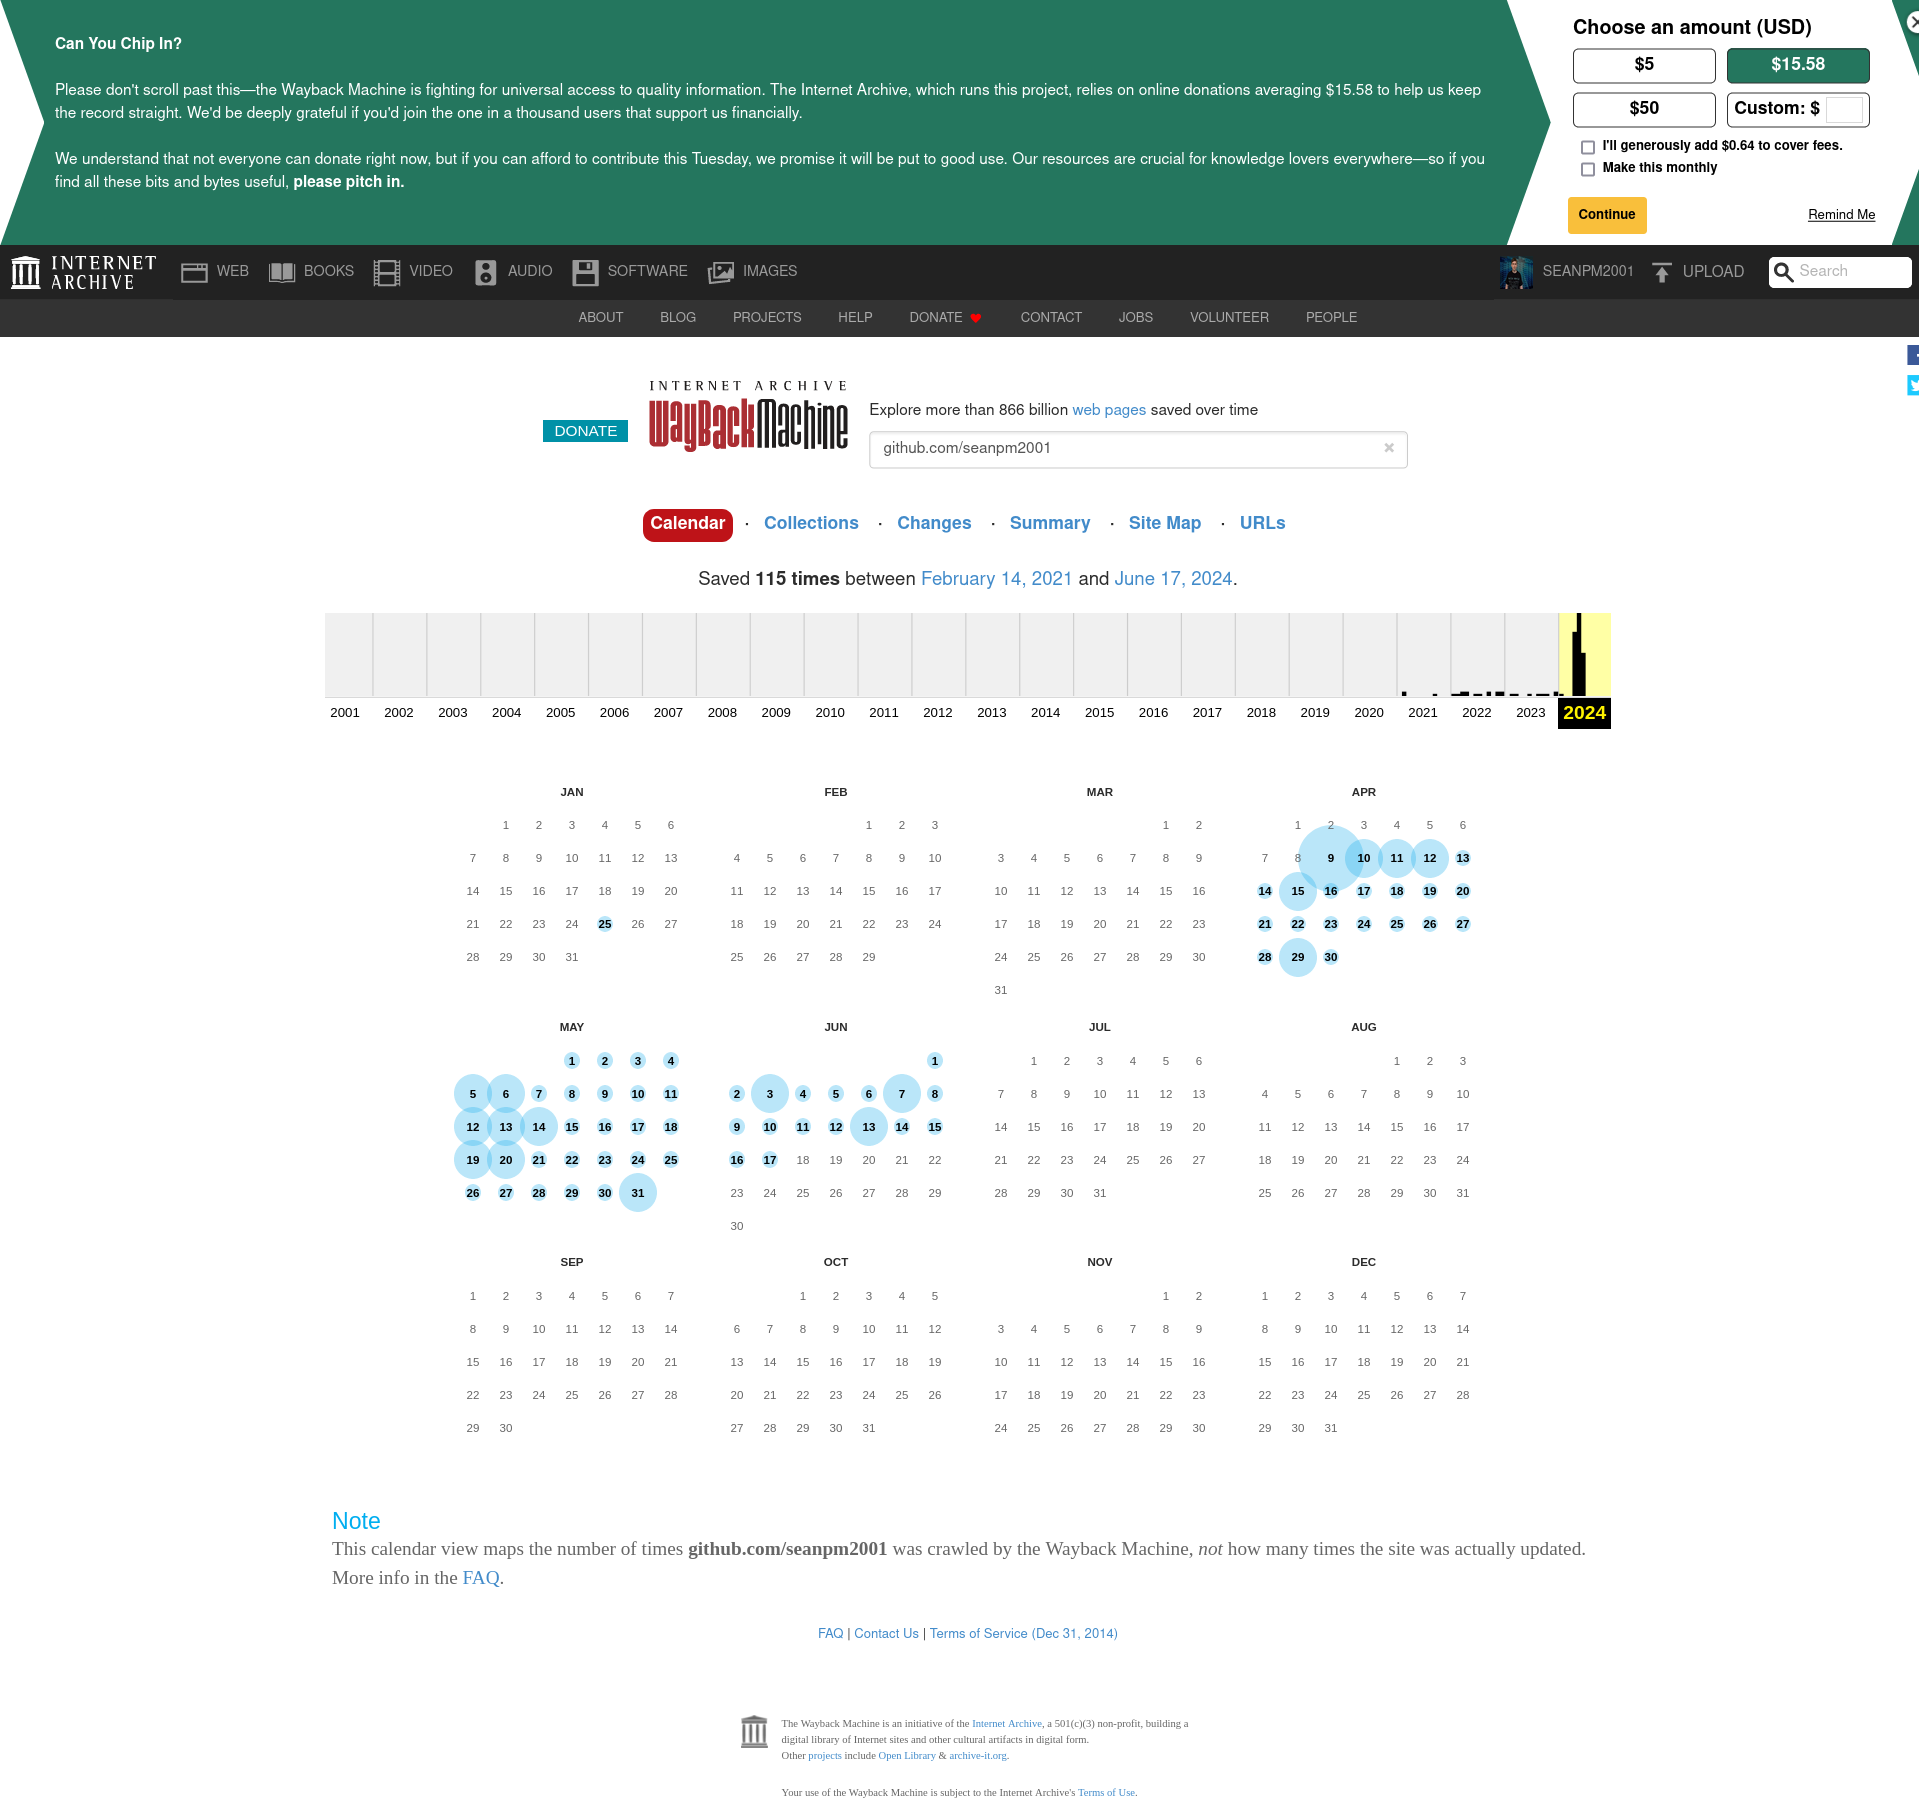 Can You Chip In?
Please don't scroll past this—the Wayback Machine is fighting for universal access to quality information. The Internet Archive, which runs this project, relies on online donations averaging $15.58 to help us keep
the record straight. We'd be deeply grateful if you'd join the one in a thousand users that support us financially.
We understand that not everyone can donate right now, but if you can afford to contribute this Tuesday, we promise it will be put to good use. Our resources are crucial for knowledge lovers everywhere—so if you
find all these bits and bytes useful, please pitch in.
Choose an amount (USD)
$5 $15.58
$50 Custom: $
I'll generously add $0.64 to cover fees.
Make this monthly
Continue Remind Me
INTERNET ARCHIVE WEB BOOKS VIDEO AUDIO SOFTWARE IMAGES SEANPM2001 UPLOAD Search
ABOUT BLOG PROJECTS HELP DONATE CONTACT JOBS VOLUNTEER PEOPLE
DONATE
INTERNET ARCHIVE
WayBackMachine
Explore more than 866 billion web pages saved over time
github.com/seanpm2001
Calendar · Collections · Changes · Summary · Site Map · URLs
Saved 115 times between February 14, 2021 and June 17, 2024.
2001 2002 2003 2004 2005 2006 2007 2008 2009 2010 2011 2012 2013 2014 2015 2016 2017 2018 2019 2020 2021 2022 2023 2024
JAN
1 2 3 4 5 6
7 8 9 10 11 12 13
14 15 16 17 18 19 20
21 22 23 24 25 26 27
28 29 30 31
FEB
1 2 3
4 5 6 7 8 9 10
11 12 13 14 15 16 17
18 19 20 21 22 23 24
25 26 27 28 29
MAR
1 2
3 4 5 6 7 8 9
10 11 12 13 14 15 16
17 18 19 20 21 22 23
24 25 26 27 28 29 30
31
APR
1 2 3 4 5 6
7 8 9 10 11 12 13
14 15 16 17 18 19 20
21 22 23 24 25 26 27
28 29 30
MAY
1 2 3 4
5 6 7 8 9 10 11
12 13 14 15 16 17 18
19 20 21 22 23 24 25
26 27 28 29 30 31
JUN
1
2 3 4 5 6 7 8
9 10 11 12 13 14 15
16 17 18 19 20 21 22
23 24 25 26 27 28 29
30
JUL
1 2 3 4 5 6
7 8 9 10 11 12 13
14 15 16 17 18 19 20
21 22 23 24 25 26 27
28 29 30 31
AUG
1 2 3
4 5 6 7 8 9 10
11 12 13 14 15 16 17
18 19 20 21 22 23 24
25 26 27 28 29 30 31
SEP
1 2 3 4 5 6 7
8 9 10 11 12 13 14
15 16 17 18 19 20 21
22 23 24 25 26 27 28
29 30
OCT
1 2 3 4 5
6 7 8 9 10 11 12
13 14 15 16 17 18 19
20 21 22 23 24 25 26
27 28 29 30 31
NOV
1 2
3 4 5 6 7 8 9
10 11 12 13 14 15 16
17 18 19 20 21 22 23
24 25 26 27 28 29 30
DEC
1 2 3 4 5 6 7
8 9 10 11 12 13 14
15 16 17 18 19 20 21
22 23 24 25 26 27 28
29 30 31
Note
This calendar view maps the number of times github.com/seanpm2001 was crawled by the Wayback Machine, not how many times the site was actually updated.
More info in the FAQ.
FAQ | Contact Us | Terms of Service (Dec 31, 2014)
The Wayback Machine is an initiative of the Internet Archive, a 501(c)(3) non-profit, building a
digital library of Internet sites and other cultural artifacts in digital form.
Other projects include Open Library & archive-it.org.
Your use of the Wayback Machine is subject to the Internet Archive's Terms of Use.